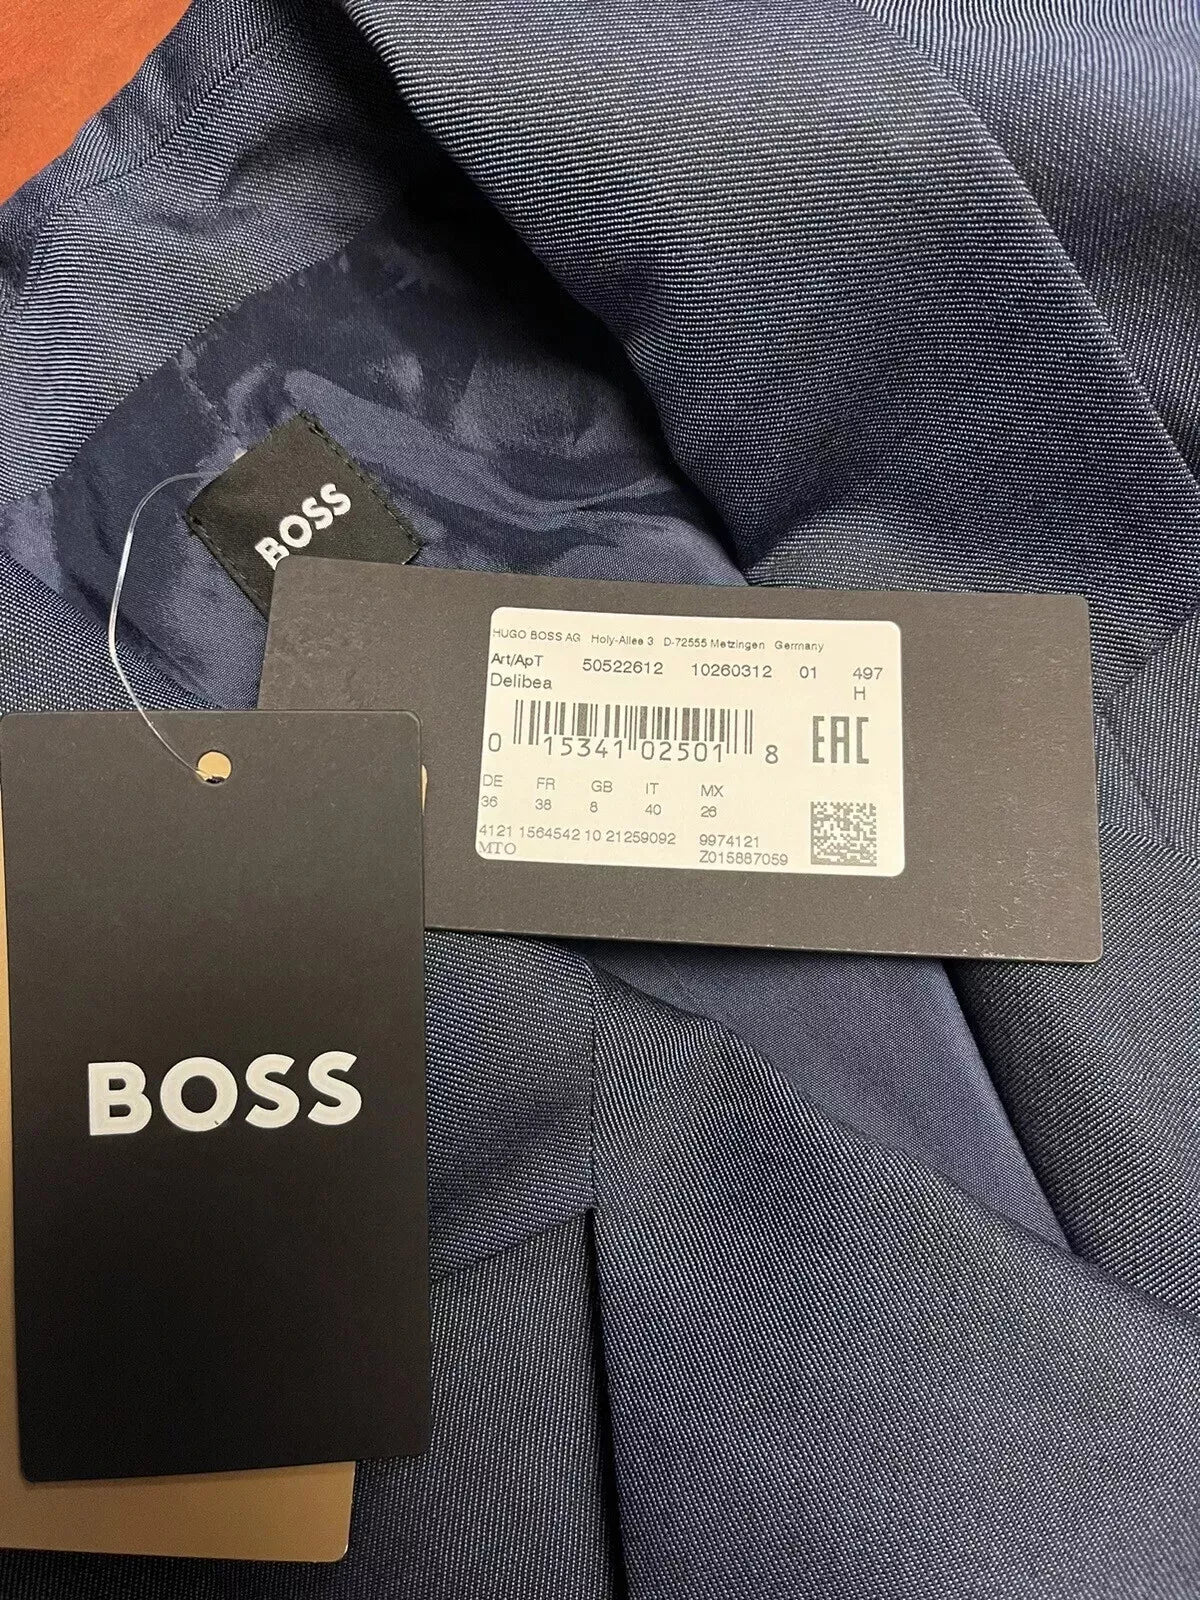 BOSS
HUGO BOSS AG Holy-Allee 3 D-72555 Metzingen Germany
Art/ApT 50522612 10260312 01 497
Delibea H
0 15341 02501 8 EAC
DE FR GB IT MX
36 38 8 40 26
4121 1564542 10 21259092 9974121
MTO Z015887059
BOSS